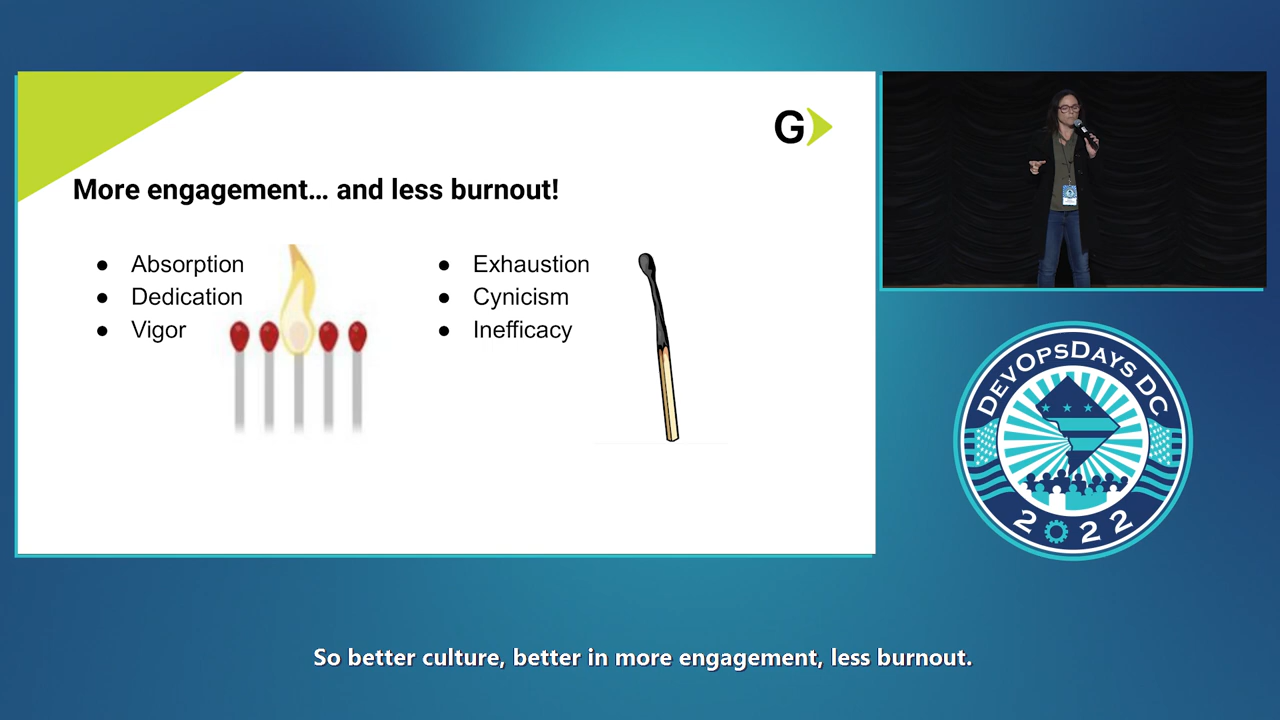 G
More engagement… and less burnout!
● Absorption
● Dedication
● Vigor
● Exhaustion
● Cynicism
● Inefficacy
DEVOPSDAYS DC
2022
So better culture, better in more engagement, less burnout.